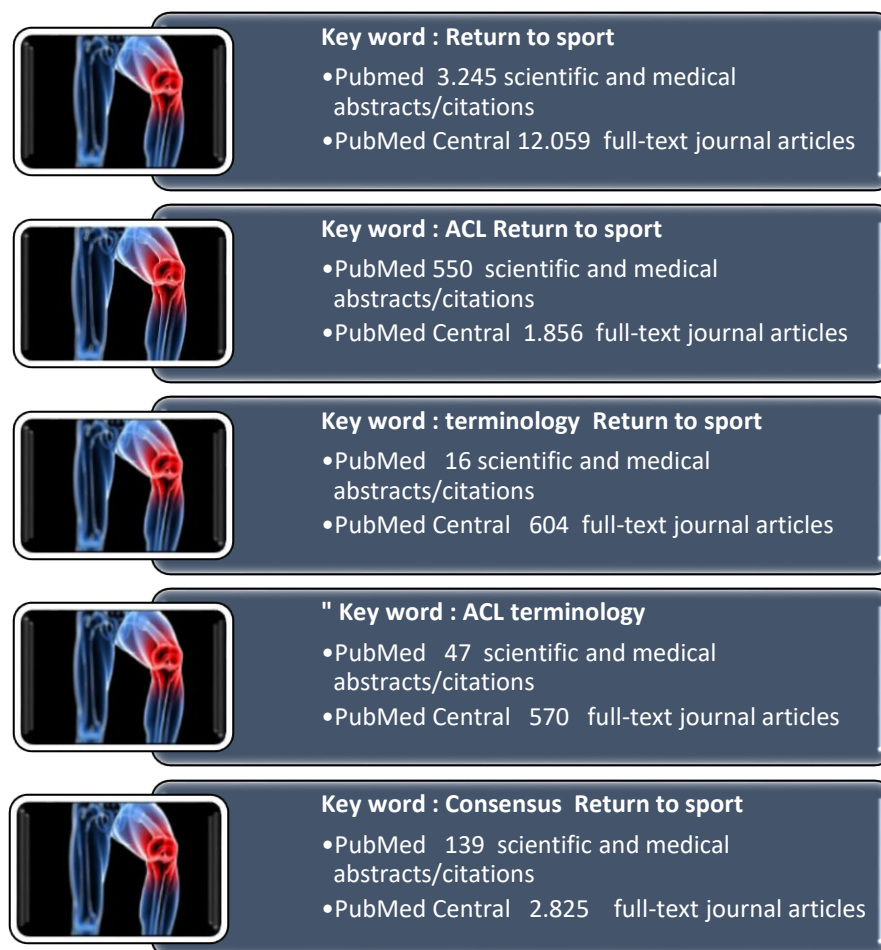 Key word : Return to sport
•Pubmed 3.245 scientific and medical
abstracts/citations
•PubMed Central 12.059 full-text journal articles
Key word : ACL Return to sport
•PubMed 550 scientific and medical
abstracts/citations
•PubMed Central 1.856 full-text journal articles
Key word : terminology Return to sport
•PubMed 16 scientific and medical
abstracts/citations
•PubMed Central 604 full-text journal articles
" Key word : ACL terminology
•PubMed 47 scientific and medical
abstracts/citations
•PubMed Central 570 full-text journal articles
Key word : Consensus Return to sport
•PubMed 139 scientific and medical
abstracts/citations
•PubMed Central 2.825 full-text journal articles